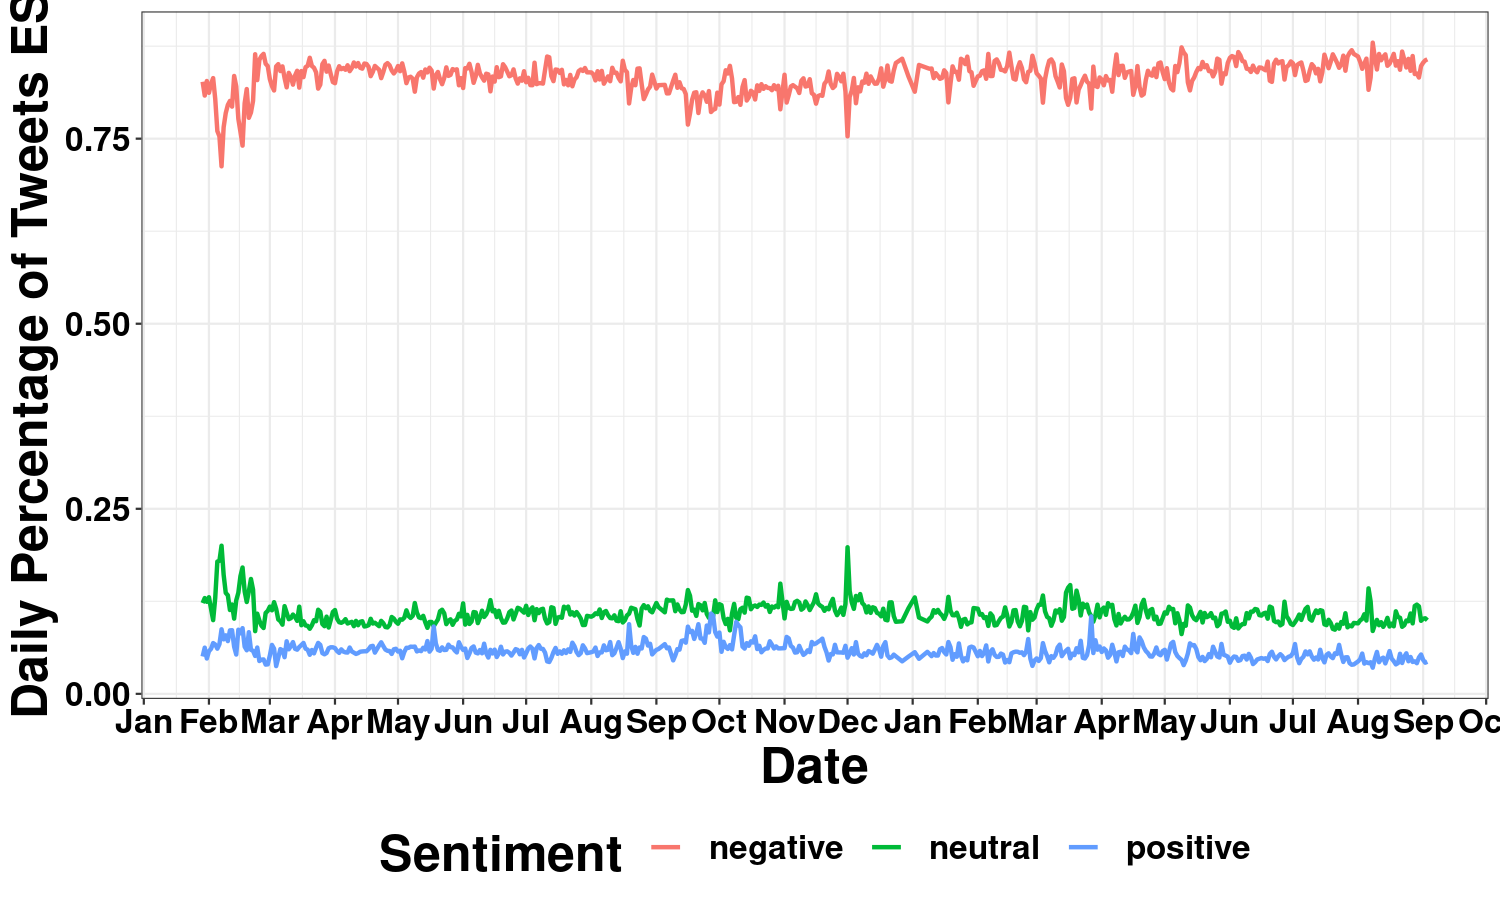 Daily Percentage of Tweets ES
0.75
0.50
0.25
0.00
Jan Feb Mar Apr May Jun Jul Aug Sep Oct Nov Dec Jan Feb Mar Apr May Jun Jul Aug Sep Oc
Date
Sentiment negative neutral positive